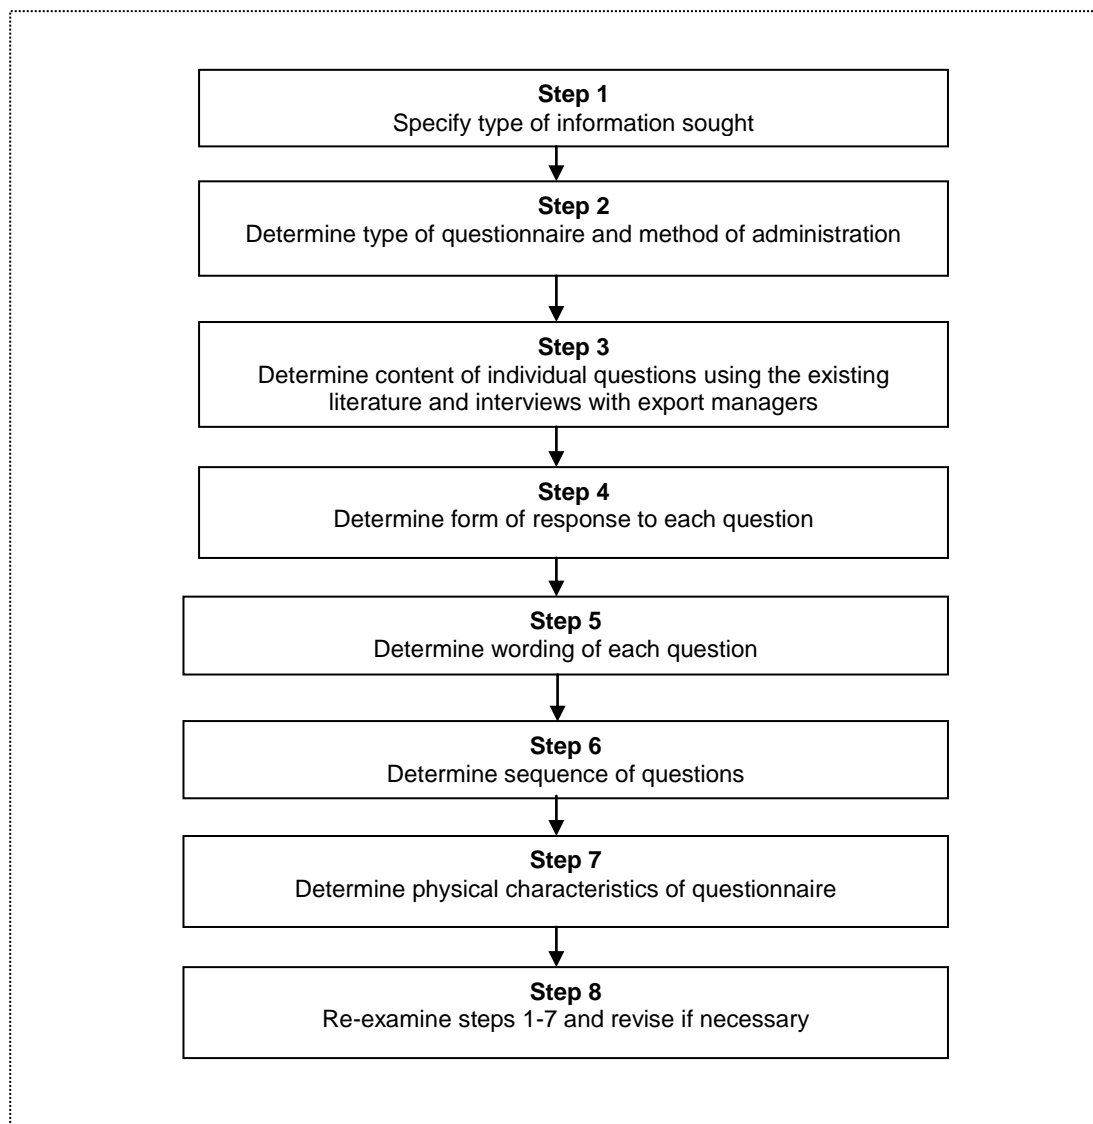 Step 1
Specify type of information sought
Step 2
Determine type of questionnaire and method of administration
Step 3
Determine content of individual questions using the existing
literature and interviews with export managers
Step 4
Determine form of response to each question
Step 5
Determine wording of each question
Step 6
Determine sequence of questions
Step 7
Determine physical characteristics of questionnaire
Step 8
Re-examine steps 1-7 and revise if necessary